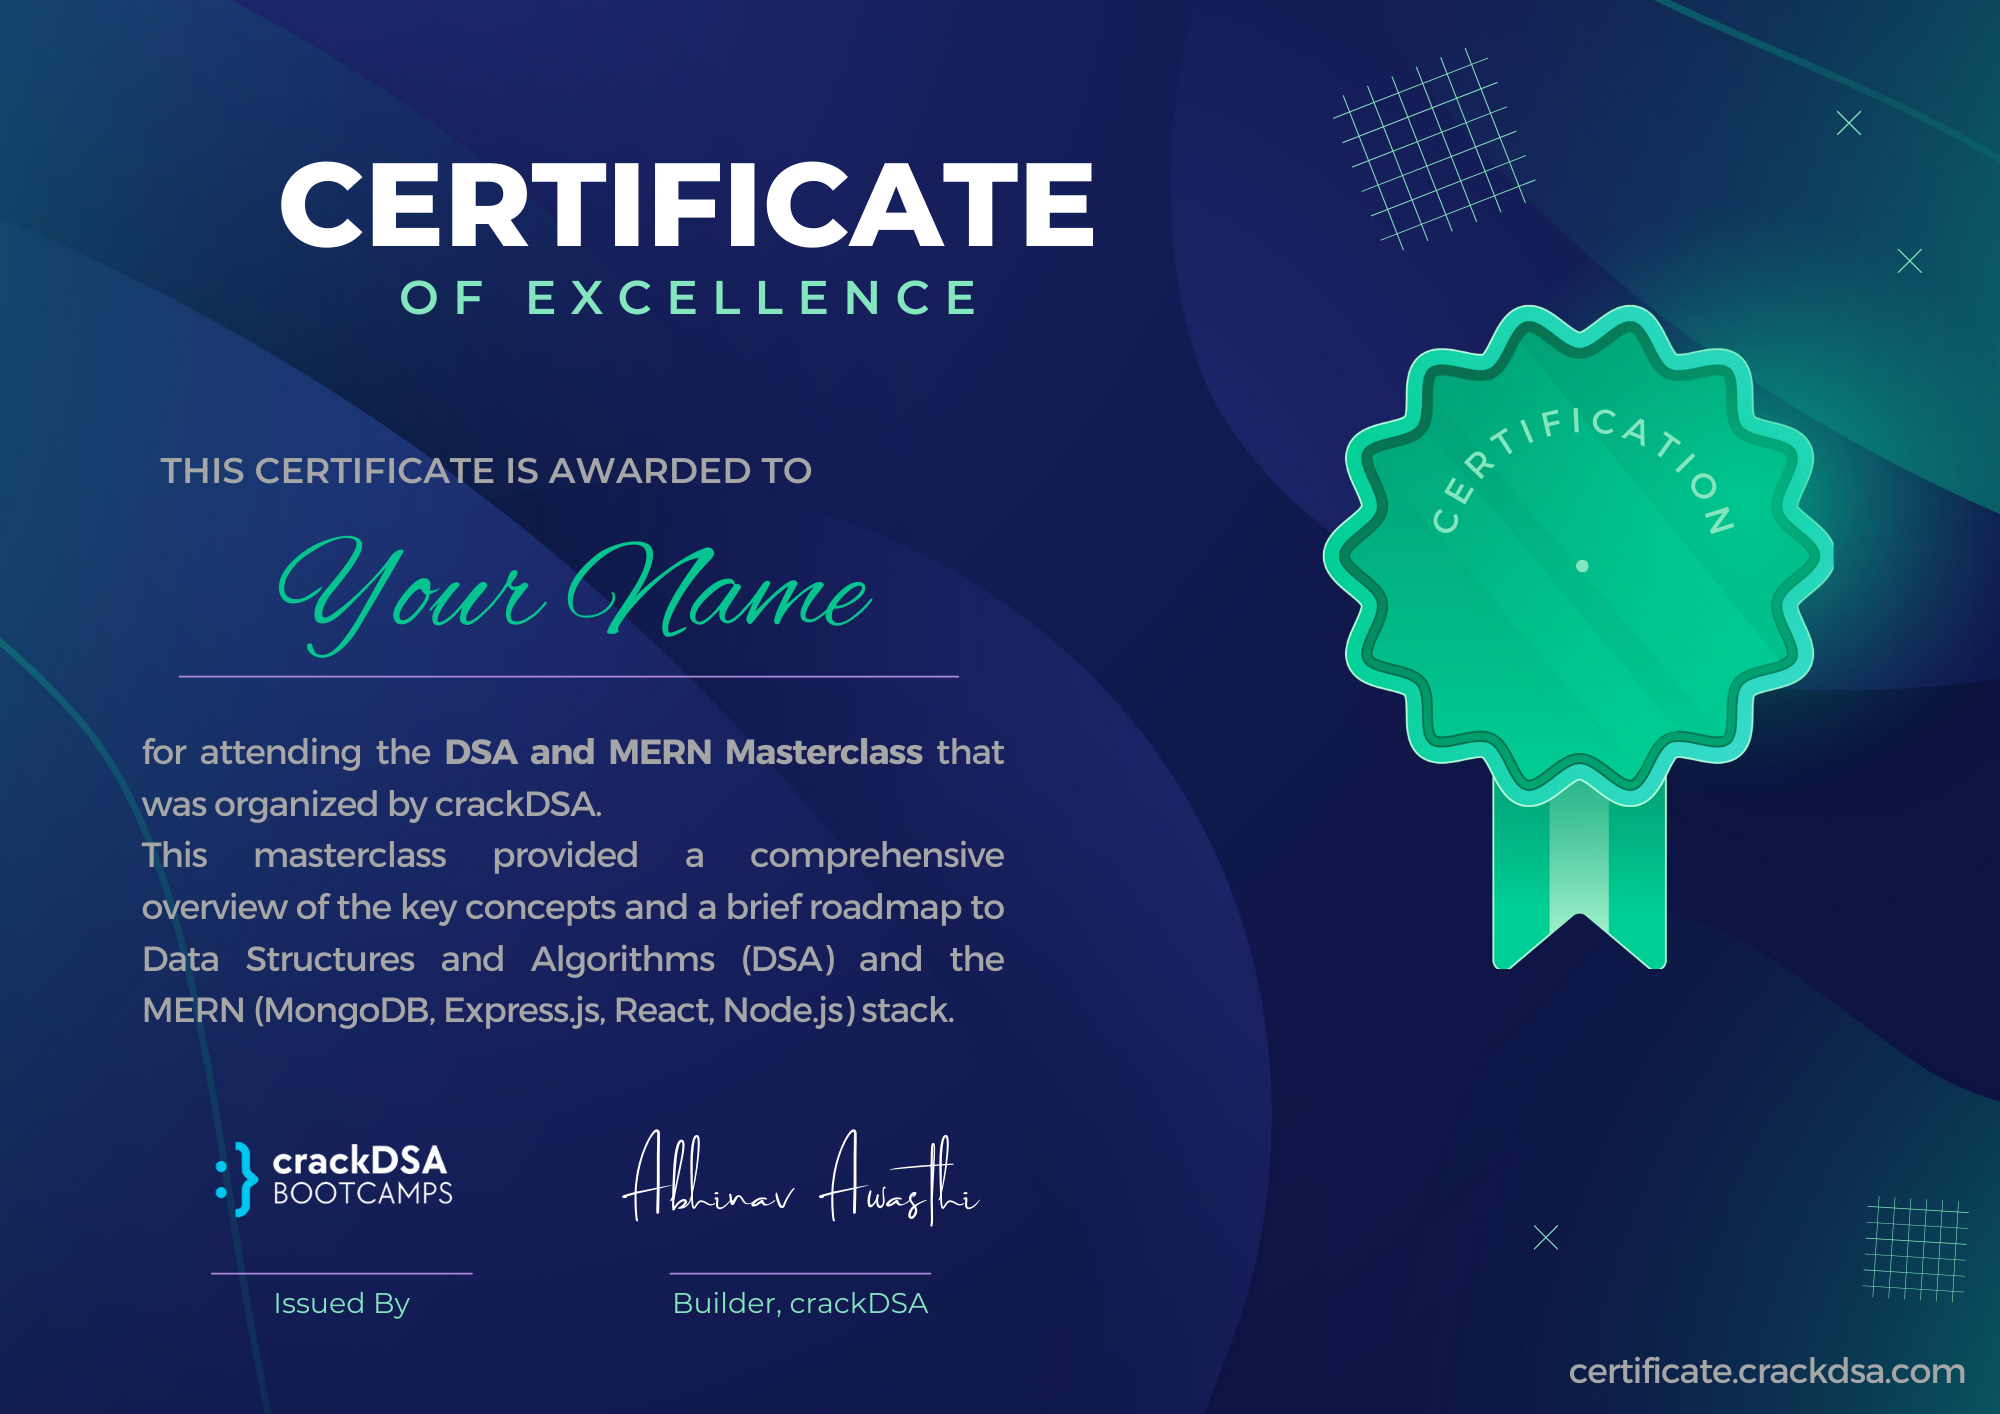 CERTIFICATE
OF EXCELLENCE
CERTIFICATION
THIS CERTIFICATE IS AWARDED TO
Your Name
for attending the DSA and MERN Masterclass that
was organized by crackDSA.
This masterclass provided a comprehensive
overview of the key concepts and a brief roadmap to
Data Structures and Algorithms (DSA) and the
MERN (MongoDB, Express.js, React, Node.js) stack.
:} crackDSA
BOOTCAMPS
Abhinav Awasthi
Issued By
Builder, crackDSA
certificate.crackdsa.com